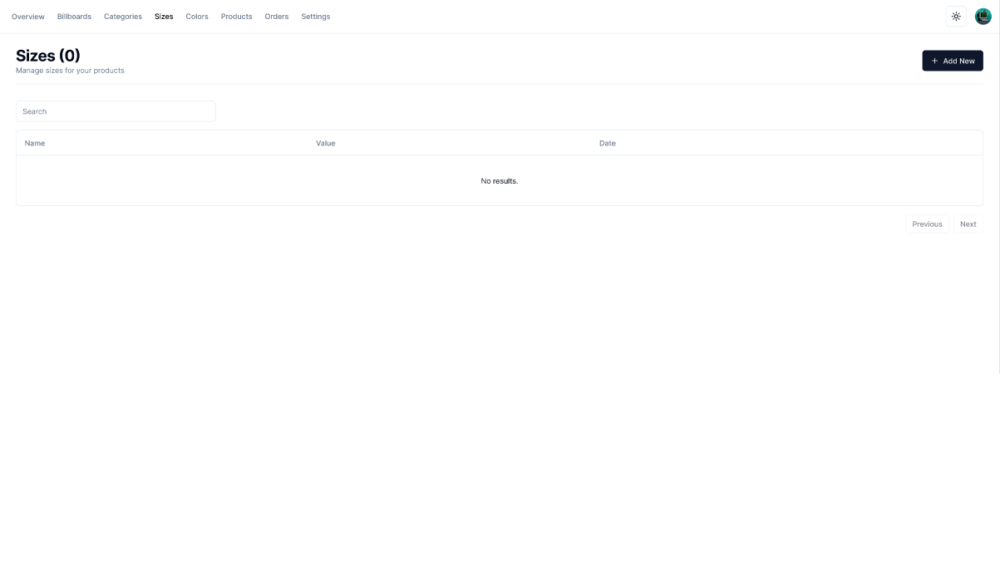 Overview Billboards Categories Sizes Colors Products Orders Settings
Sizes (0)
Manage sizes for your products
+ Add New
Search
Name Value Date
No results.
Previous Next